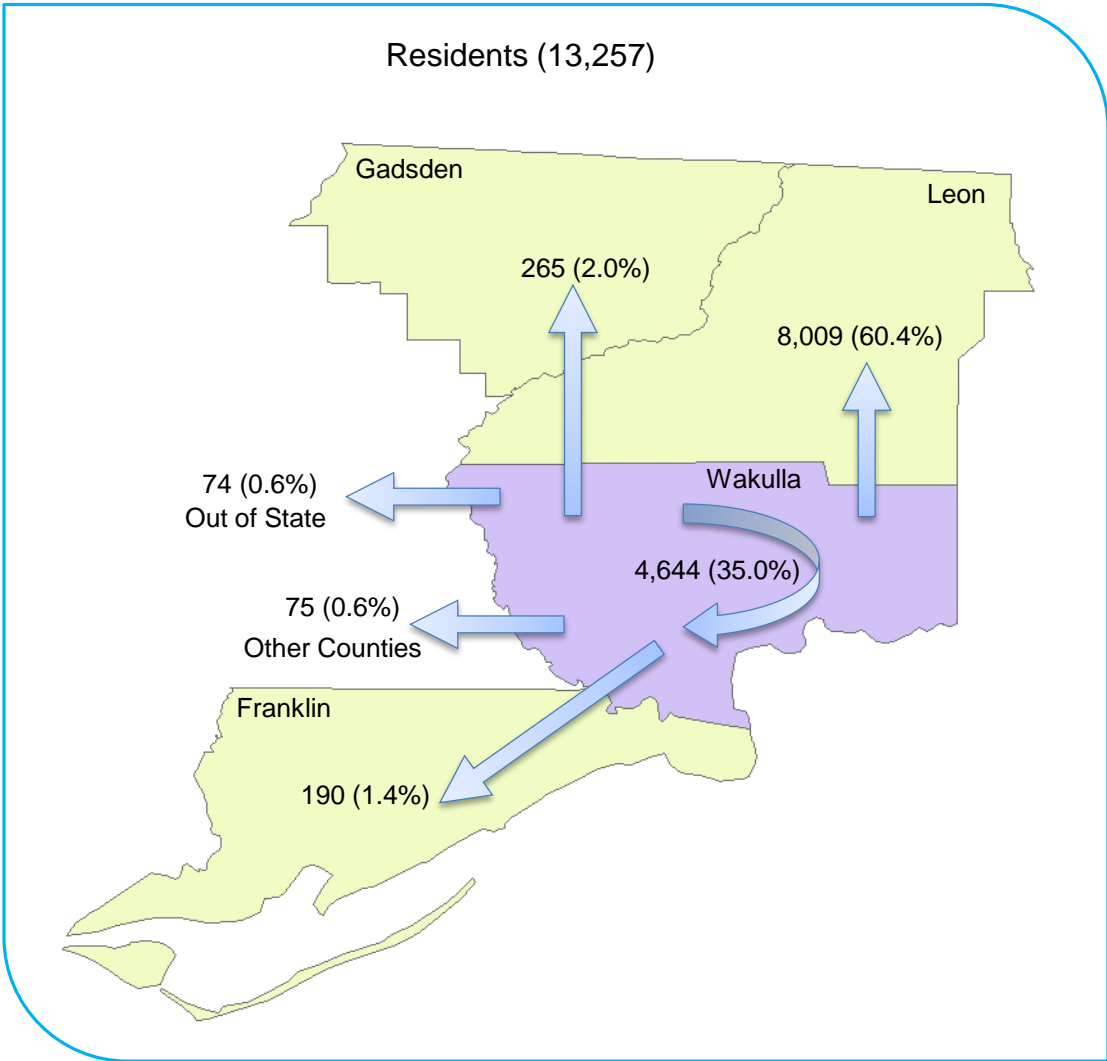 Residents (13,257)
Gadsden
Leon
265 (2.0%)
8,009 (60.4%)
74 (0.6%)
Out of State
Wakulla
4,644 (35.0%)
75 (0.6%)
Other Counties
Franklin
190 (1.4%)